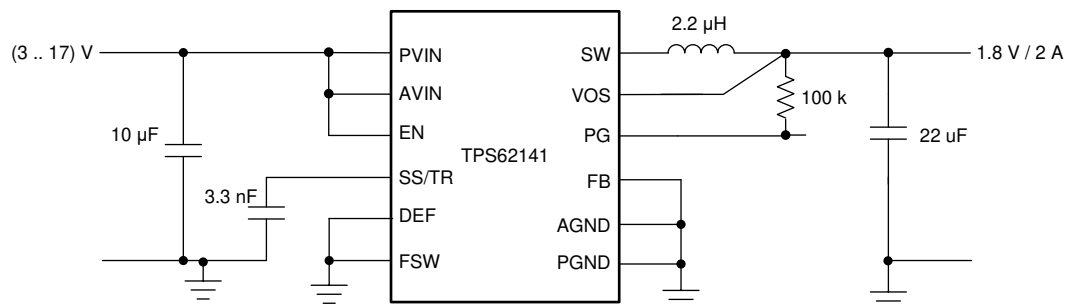 2.2 µH
(3 .. 17) V
PVIN
SW
1.8 V / 2 A
AVIN
VOS
100 k
10 µF
EN
PG
22 uF
TPS62141
SS/TR
FB
3.3 nF
DEF
AGND
FSW
PGND